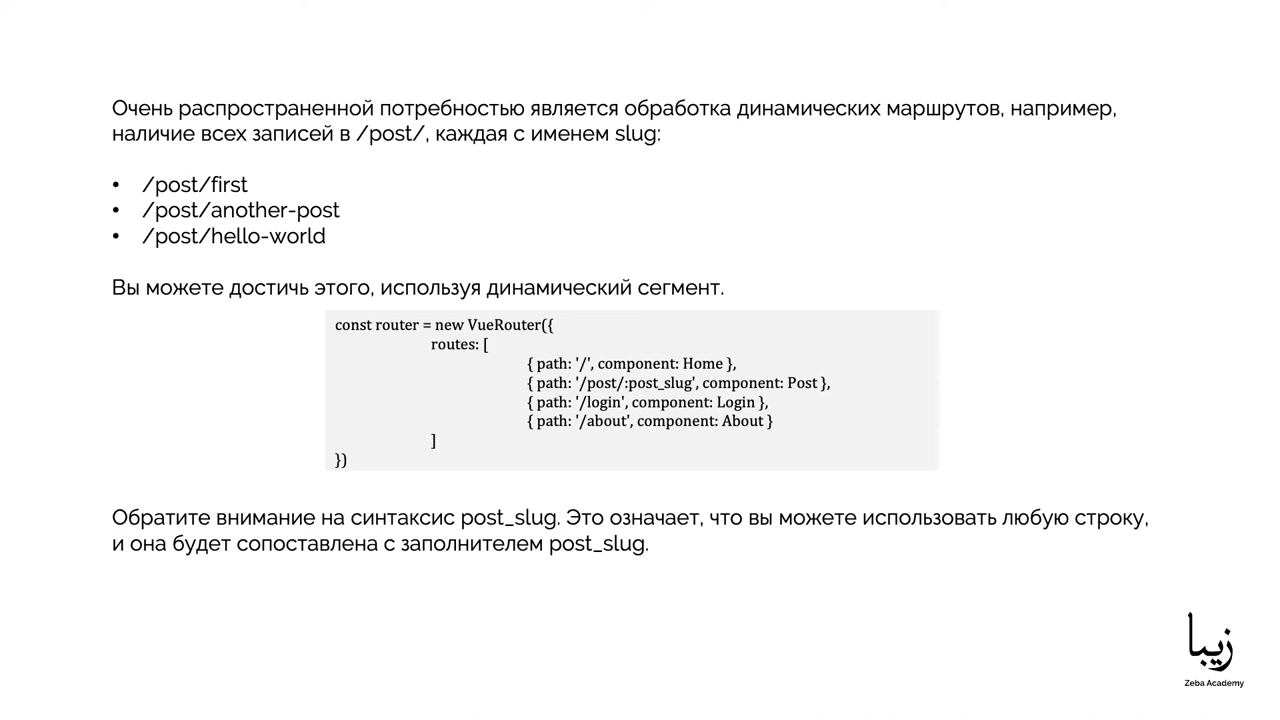 Очень распространенной потребностью является обработка динамических маршрутов, например,
наличие всех записей в /post/, каждая с именем slug:
• /post/first
• /post/another-post
• /post/hello-world
Вы можете достичь этого, используя динамический сегмент.
const router = new VueRouter({
routes: [
{ path: '/', component: Home },
{ path: '/post/:post_slug', component: Post },
{ path: '/login', component: Login },
{ path: '/about', component: About }
]
})
Обратите внимание на синтаксис post_slug. Это означает, что вы можете использовать любую строку,
и она будет сопоставлена с заполнителем post_slug.
زیبا
Zeba Academy